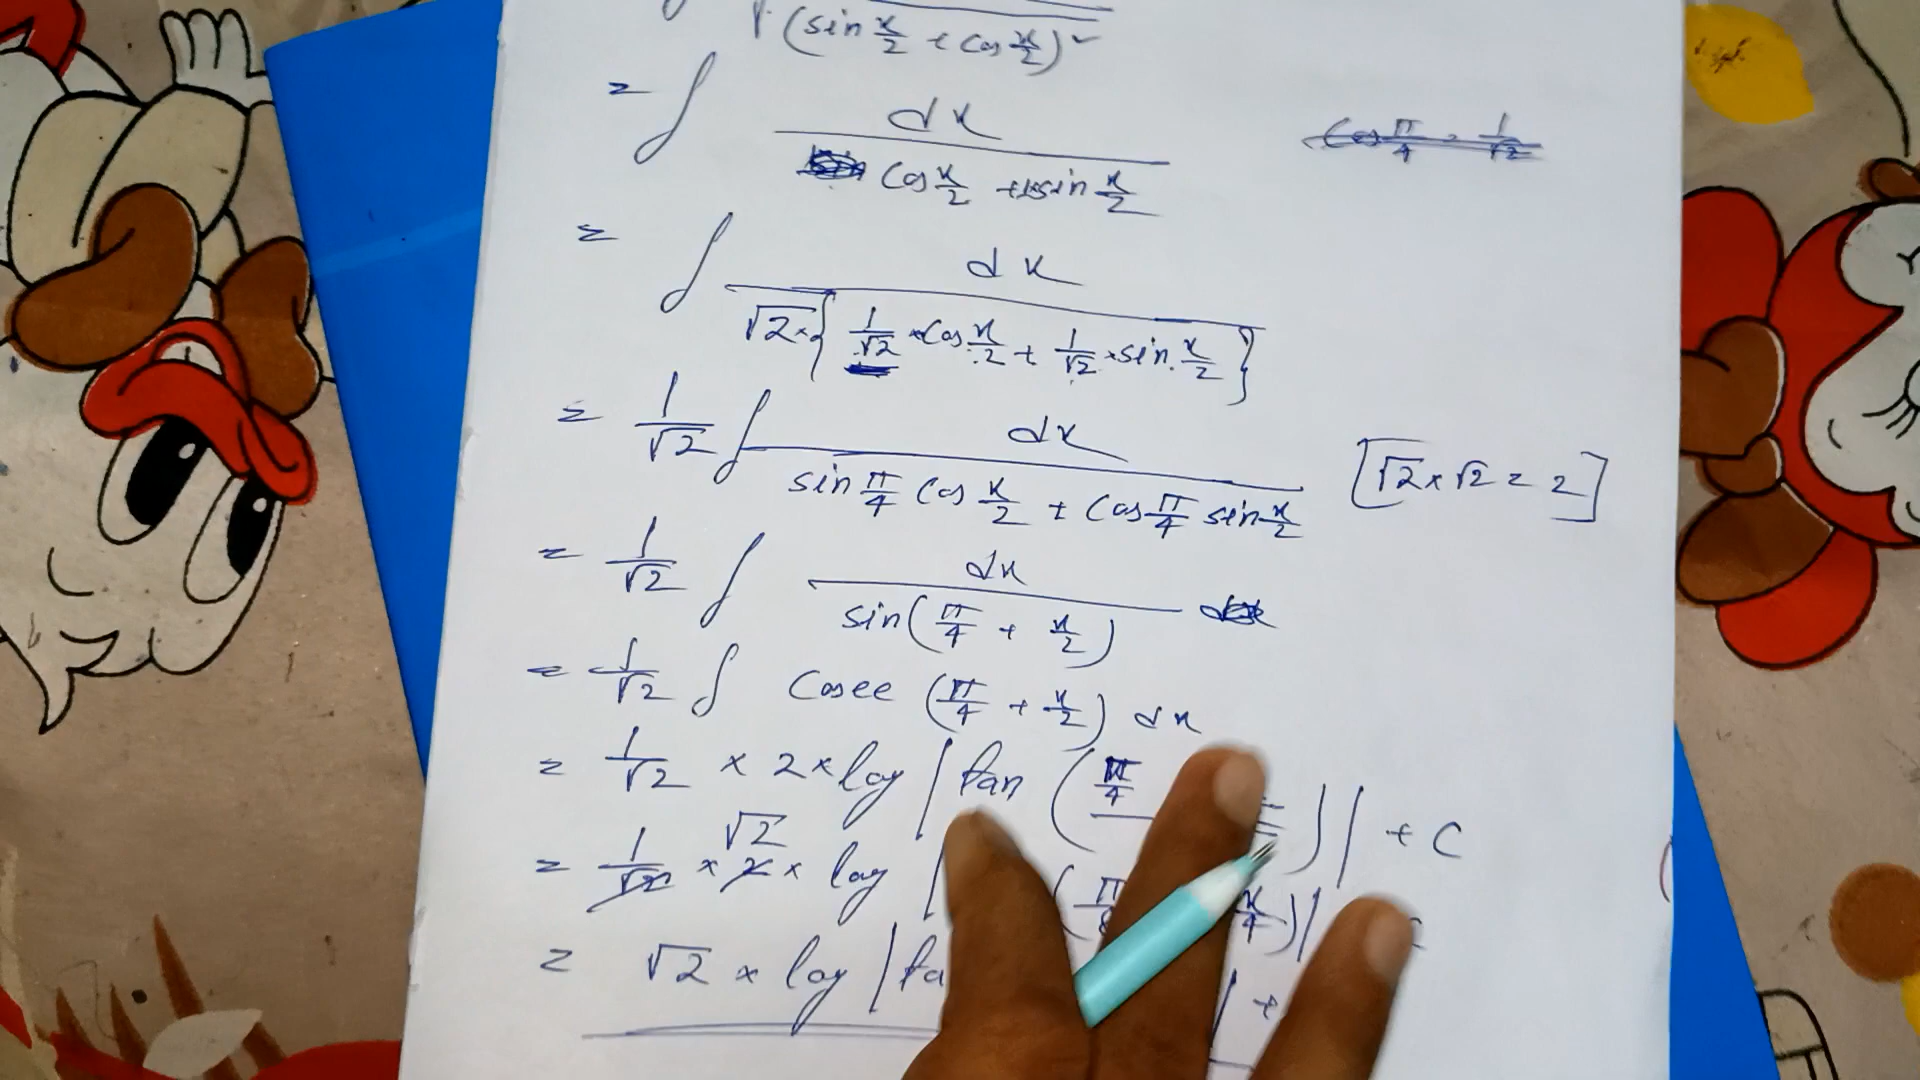 √(sin x/2 + cos x/2)²
= ∫ dx / cos x/2 + sin x/2
cos π/4 = 1/√2
= ∫ dx / √2 × { 1/√2 × cos x/2 + 1/√2 × sin x/2 }
= 1/√2 ∫ dx / sin π/4 cos x/2 + cos π/4 sin x/2 [√2 × √2 = 2]
= 1/√2 ∫ dx / sin(π/4 + x/2)
= 1/√2 ∫ cosec (π/4 + x/2) dx
= 1/√2 × 2 × log | tan (π/4 )| + C
√2
= 1/√2 × 2 × log | (π/8 x/4)|
= √2 × log | ta | +